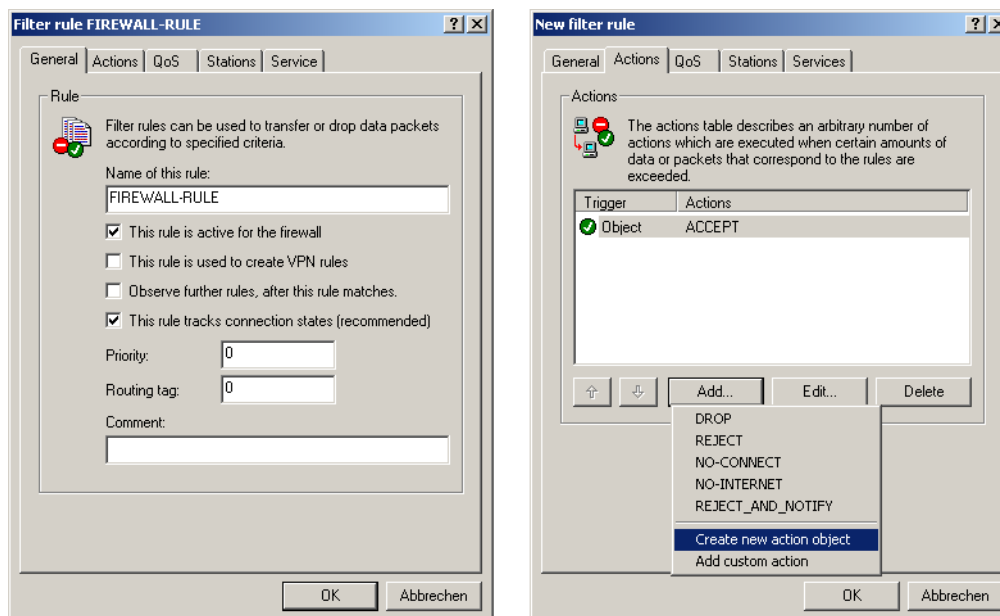 Filter rule FIREWALL-RULE
General Actions QoS Stations Service
Rule
Filter rules can be used to transfer or drop data packets
according to specified criteria.
Name of this rule:
FIREWALL-RULE
This rule is active for the firewall
This rule is used to create VPN rules
Observe further rules, after this rule matches.
This rule tracks connection states (recommended)
Priority: 0
Routing tag: 0
Comment:
OK Abbrechen
New filter rule
General Actions QoS Stations Services
Actions
The actions table describes an arbitrary number of
actions which are executed when certain amounts of
data or packets that correspond to the rules are
exceeded.
Trigger Actions
Object ACCEPT
Add... Edit... Delete
DROP
REJECT
NO-CONNECT
NO-INTERNET
REJECT_AND_NOTIFY
Create new action object
Add custom action
OK Abbrechen